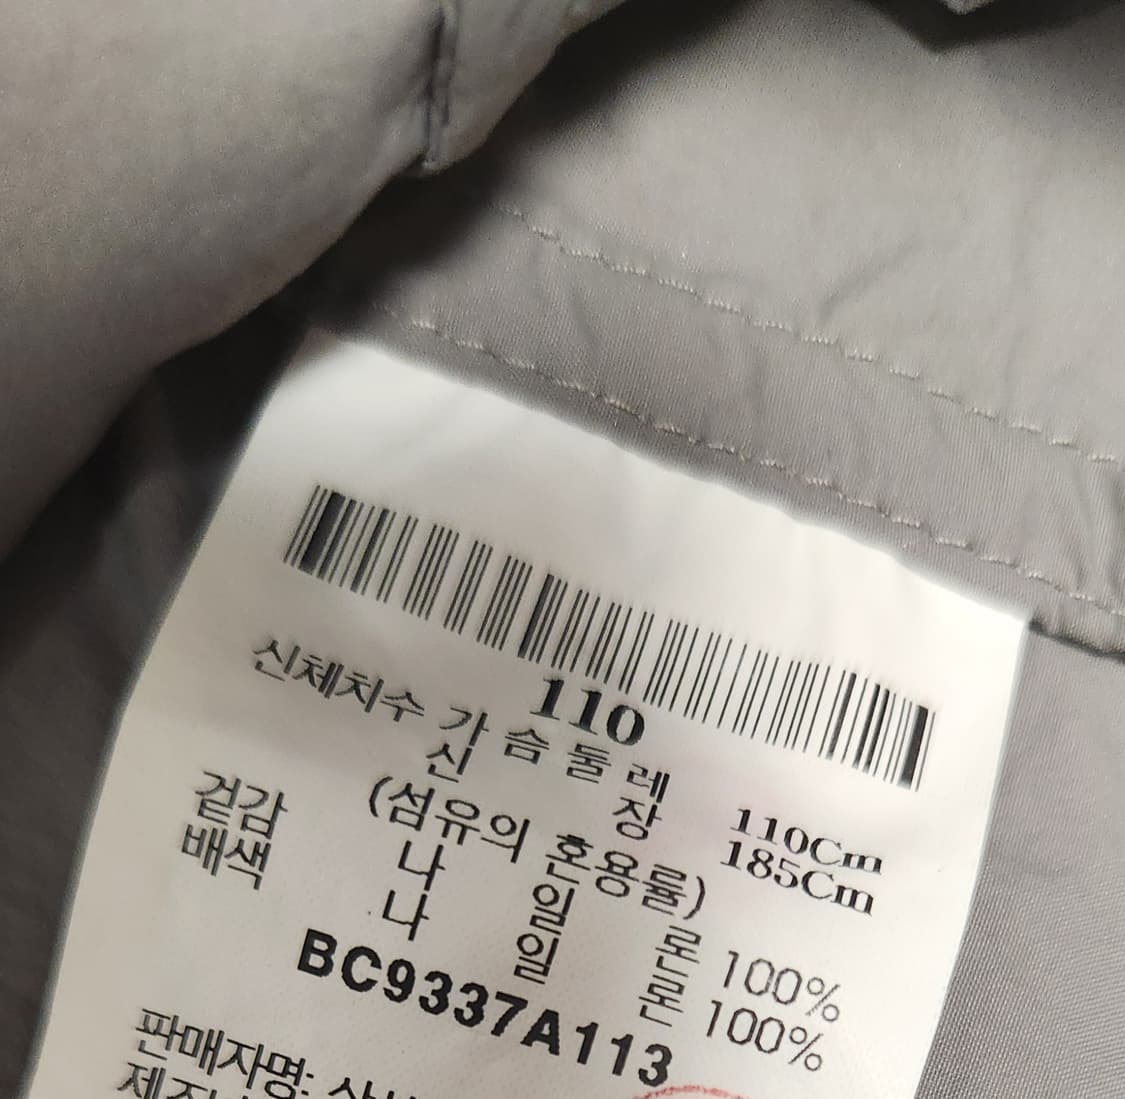 110
신체치수 가슴둘레 110Cm
신장 185Cm
(섬유의 혼용률)
겉감 나일론 100%
배색 나일론 100%
BC9337A113
판매자명: